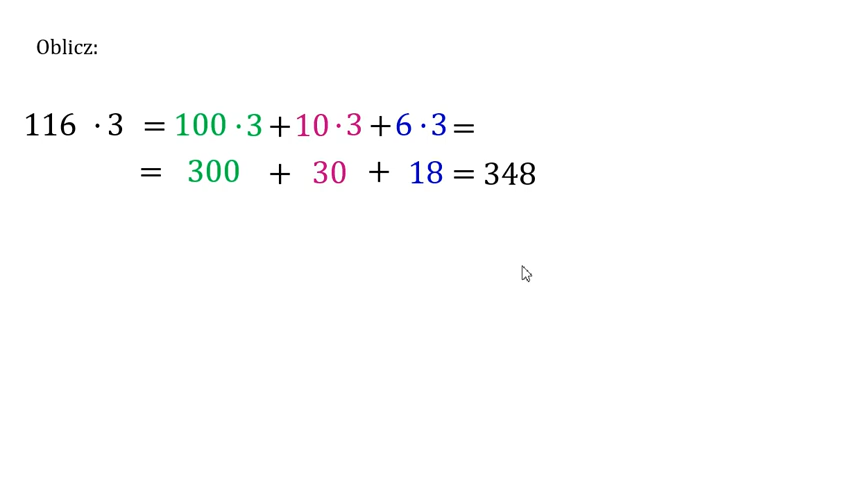 Oblicz:
116 · 3 = 100 · 3 + 10 · 3 + 6 · 3 =
= 300 + 30 + 18 = 348